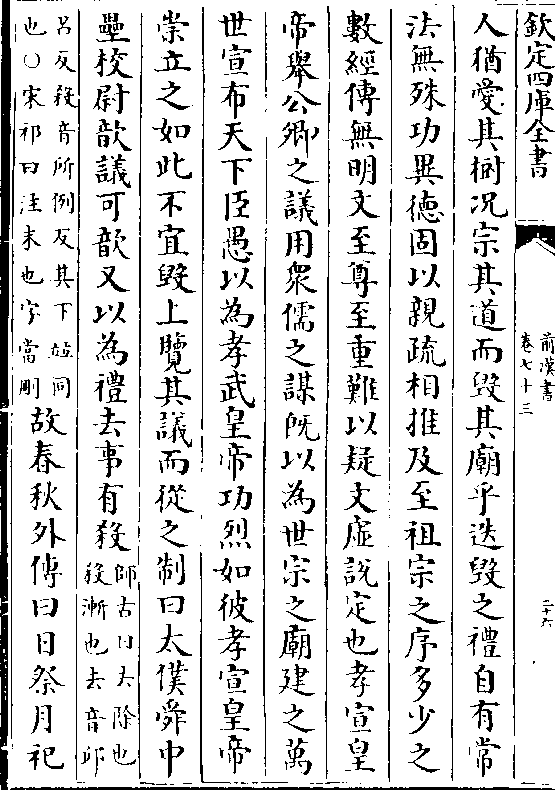 欽定四庫全書
前漢書
卷七十三
二十六
人猶愛其樹况宗其道而毁其廟乎迭毁之禮自有常
法無殊功異德固以親疏相推及至祖宗之序多少之
數經傳無明文至尊至重難以疑文虛說定也孝宣皇
帝舉公卿之議用衆儒之謀旣以為世宗之廟建之萬
世宣布天下臣愚以為孝武皇帝功烈如彼孝宣皇帝
崇立之如此不宜毁上覽其議而從之制曰太僕舜中
壘校尉歆議可歆又以為禮去事有殺
師古曰去除也
殺漸也去音邱
吕反殺音所例反其下竝同
也○宋祁曰注末也字當刪
故春秋外傳曰日祭月祀